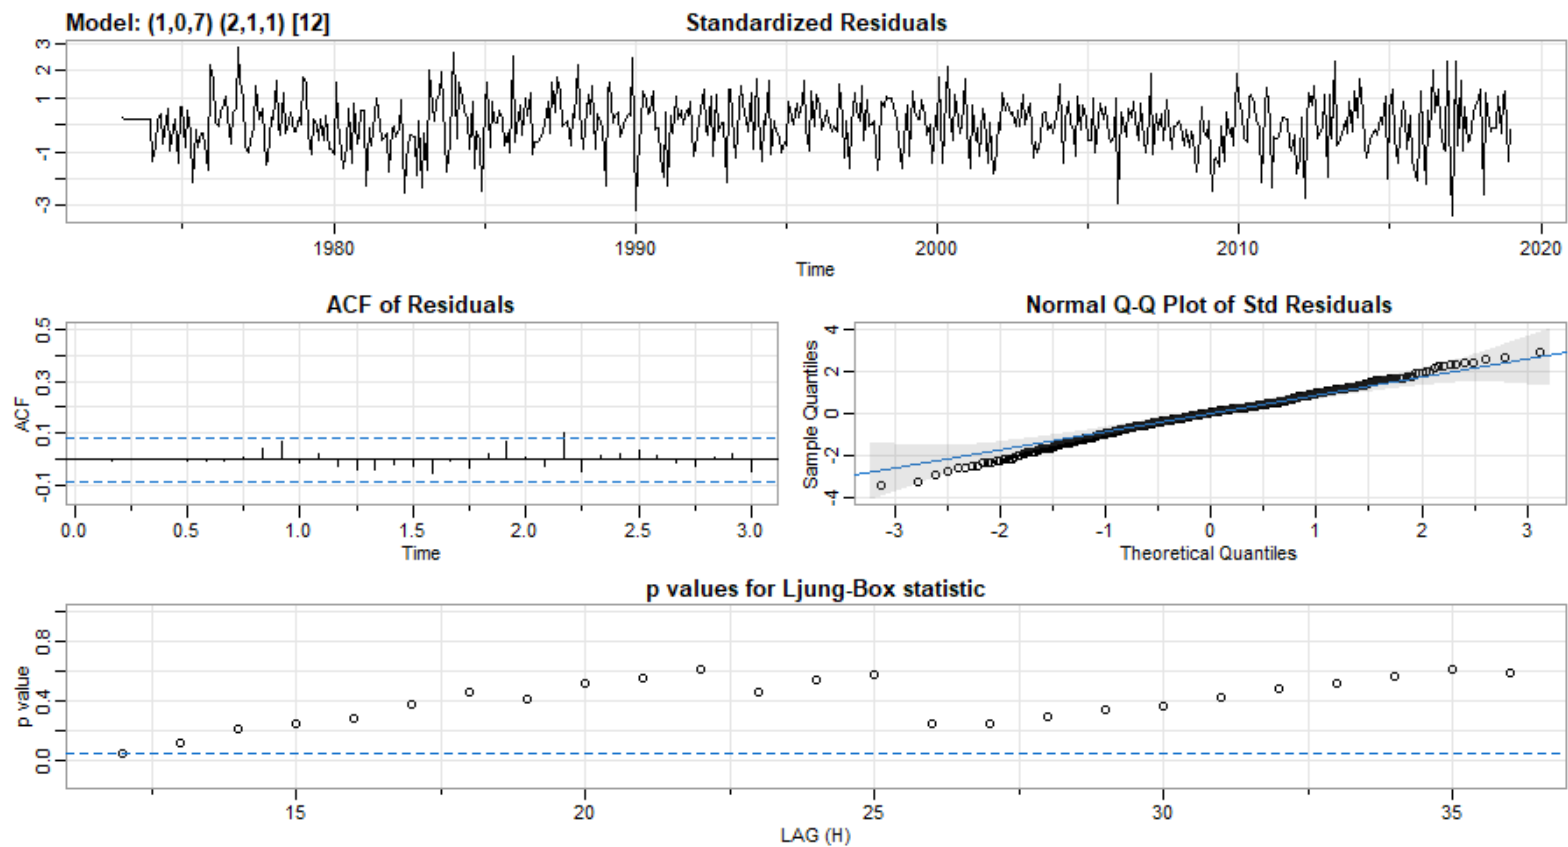 Model: (1,0,7) (2,1,1) [12] Standardized Residuals
3
2
1
-1
-3
1980 1990 2000 2010 2020
Time
ACF of Residuals
ACF
0.5
0.3
0.1
-0.1
0.0 0.5 1.0 1.5 2.0 2.5 3.0
Time
Normal Q-Q Plot of Std Residuals
Sample Quantiles
4
2
0
-2
-4
-3 -2 -1 0 1 2 3
Theoretical Quantiles
p values for Ljung-Box statistic
p value
0.8
0.4
0.0
15 20 25 30 35
LAG (H)